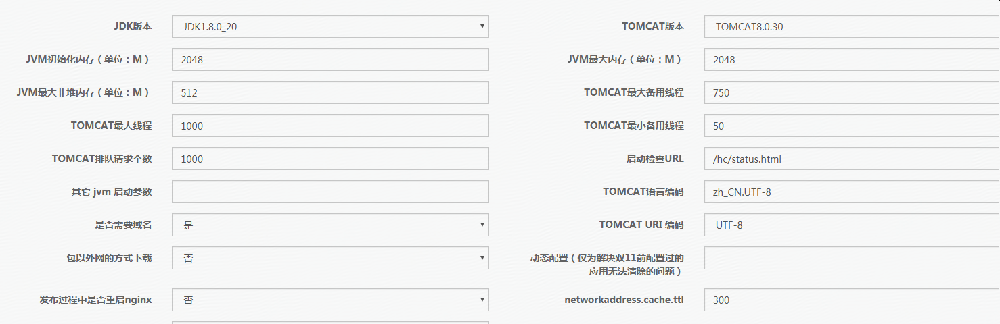 JDK版本 JDK1.8.0_20 TOMCAT版本 TOMCAT8.0.30
JVM初始化内存（单位：M） 2048 JVM最大内存（单位：M） 2048
JVM最大非堆内存（单位：M） 512 TOMCAT最大备用线程 750
TOMCAT最大线程 1000 TOMCAT最小备用线程 50
TOMCAT排队请求个数 1000 启动检查URL /hc/status.html
其它 jvm 启动参数 TOMCAT语言编码 zh_CN.UTF-8
是否需要域名 是 TOMCAT URI 编码 UTF-8
包以外网的方式下载 否 动态配置（仅为解决双11前配置过的
应用无法清除的问题）
发布过程中是否重启nginx 否 networkaddress.cache.ttl 300